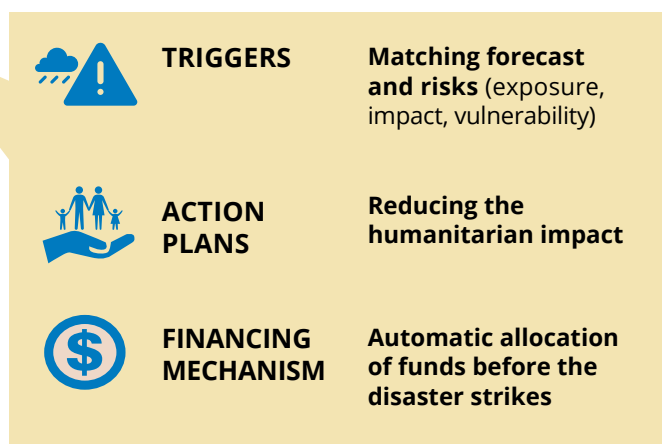 TRIGGERS
Matching forecast
and risks (exposure,
impact, vulnerability)
ACTION
PLANS
Reducing the
humanitarian impact
$
FINANCING
MECHANISM
Automatic allocation
of funds before the
disaster strikes